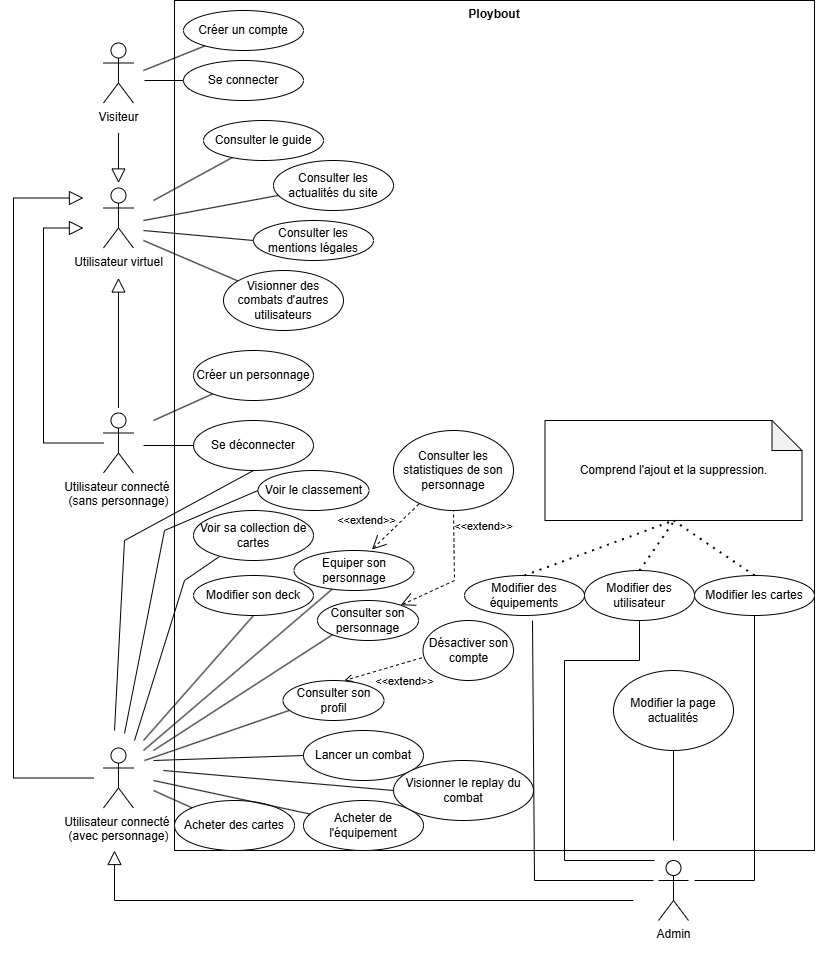 Ploybout
Créer un compte
Se connecter
Visiteur
Consulter le guide
Consulter les
actualités du site
Consulter les
mentions légales
Utilisateur virtuel
Visionner des
combats d'autres
utilisateurs
Créer un personnage
Se déconnecter
Utilisateur connecté
(sans personnage)
Consulter les
statistiques de son
personnage
Comprend l'ajout et la suppression.
Voir le classement
<<extend>>
<<extend>>
Voir sa collection de
cartes
Equiper son
personnage
Modifier son deck
Modifier des
équipements
Modifier des
utilisateur
Modifier les cartes
Consulter son
personnage
Désactiver son
compte
<<extend>>
Consulter son
profil
Modifier la page
actualités
Lancer un combat
Visionner le replay du
combat
Utilisateur connecté
(avec personnage)
Acheter des cartes
Acheter de
l'équipement
Admin